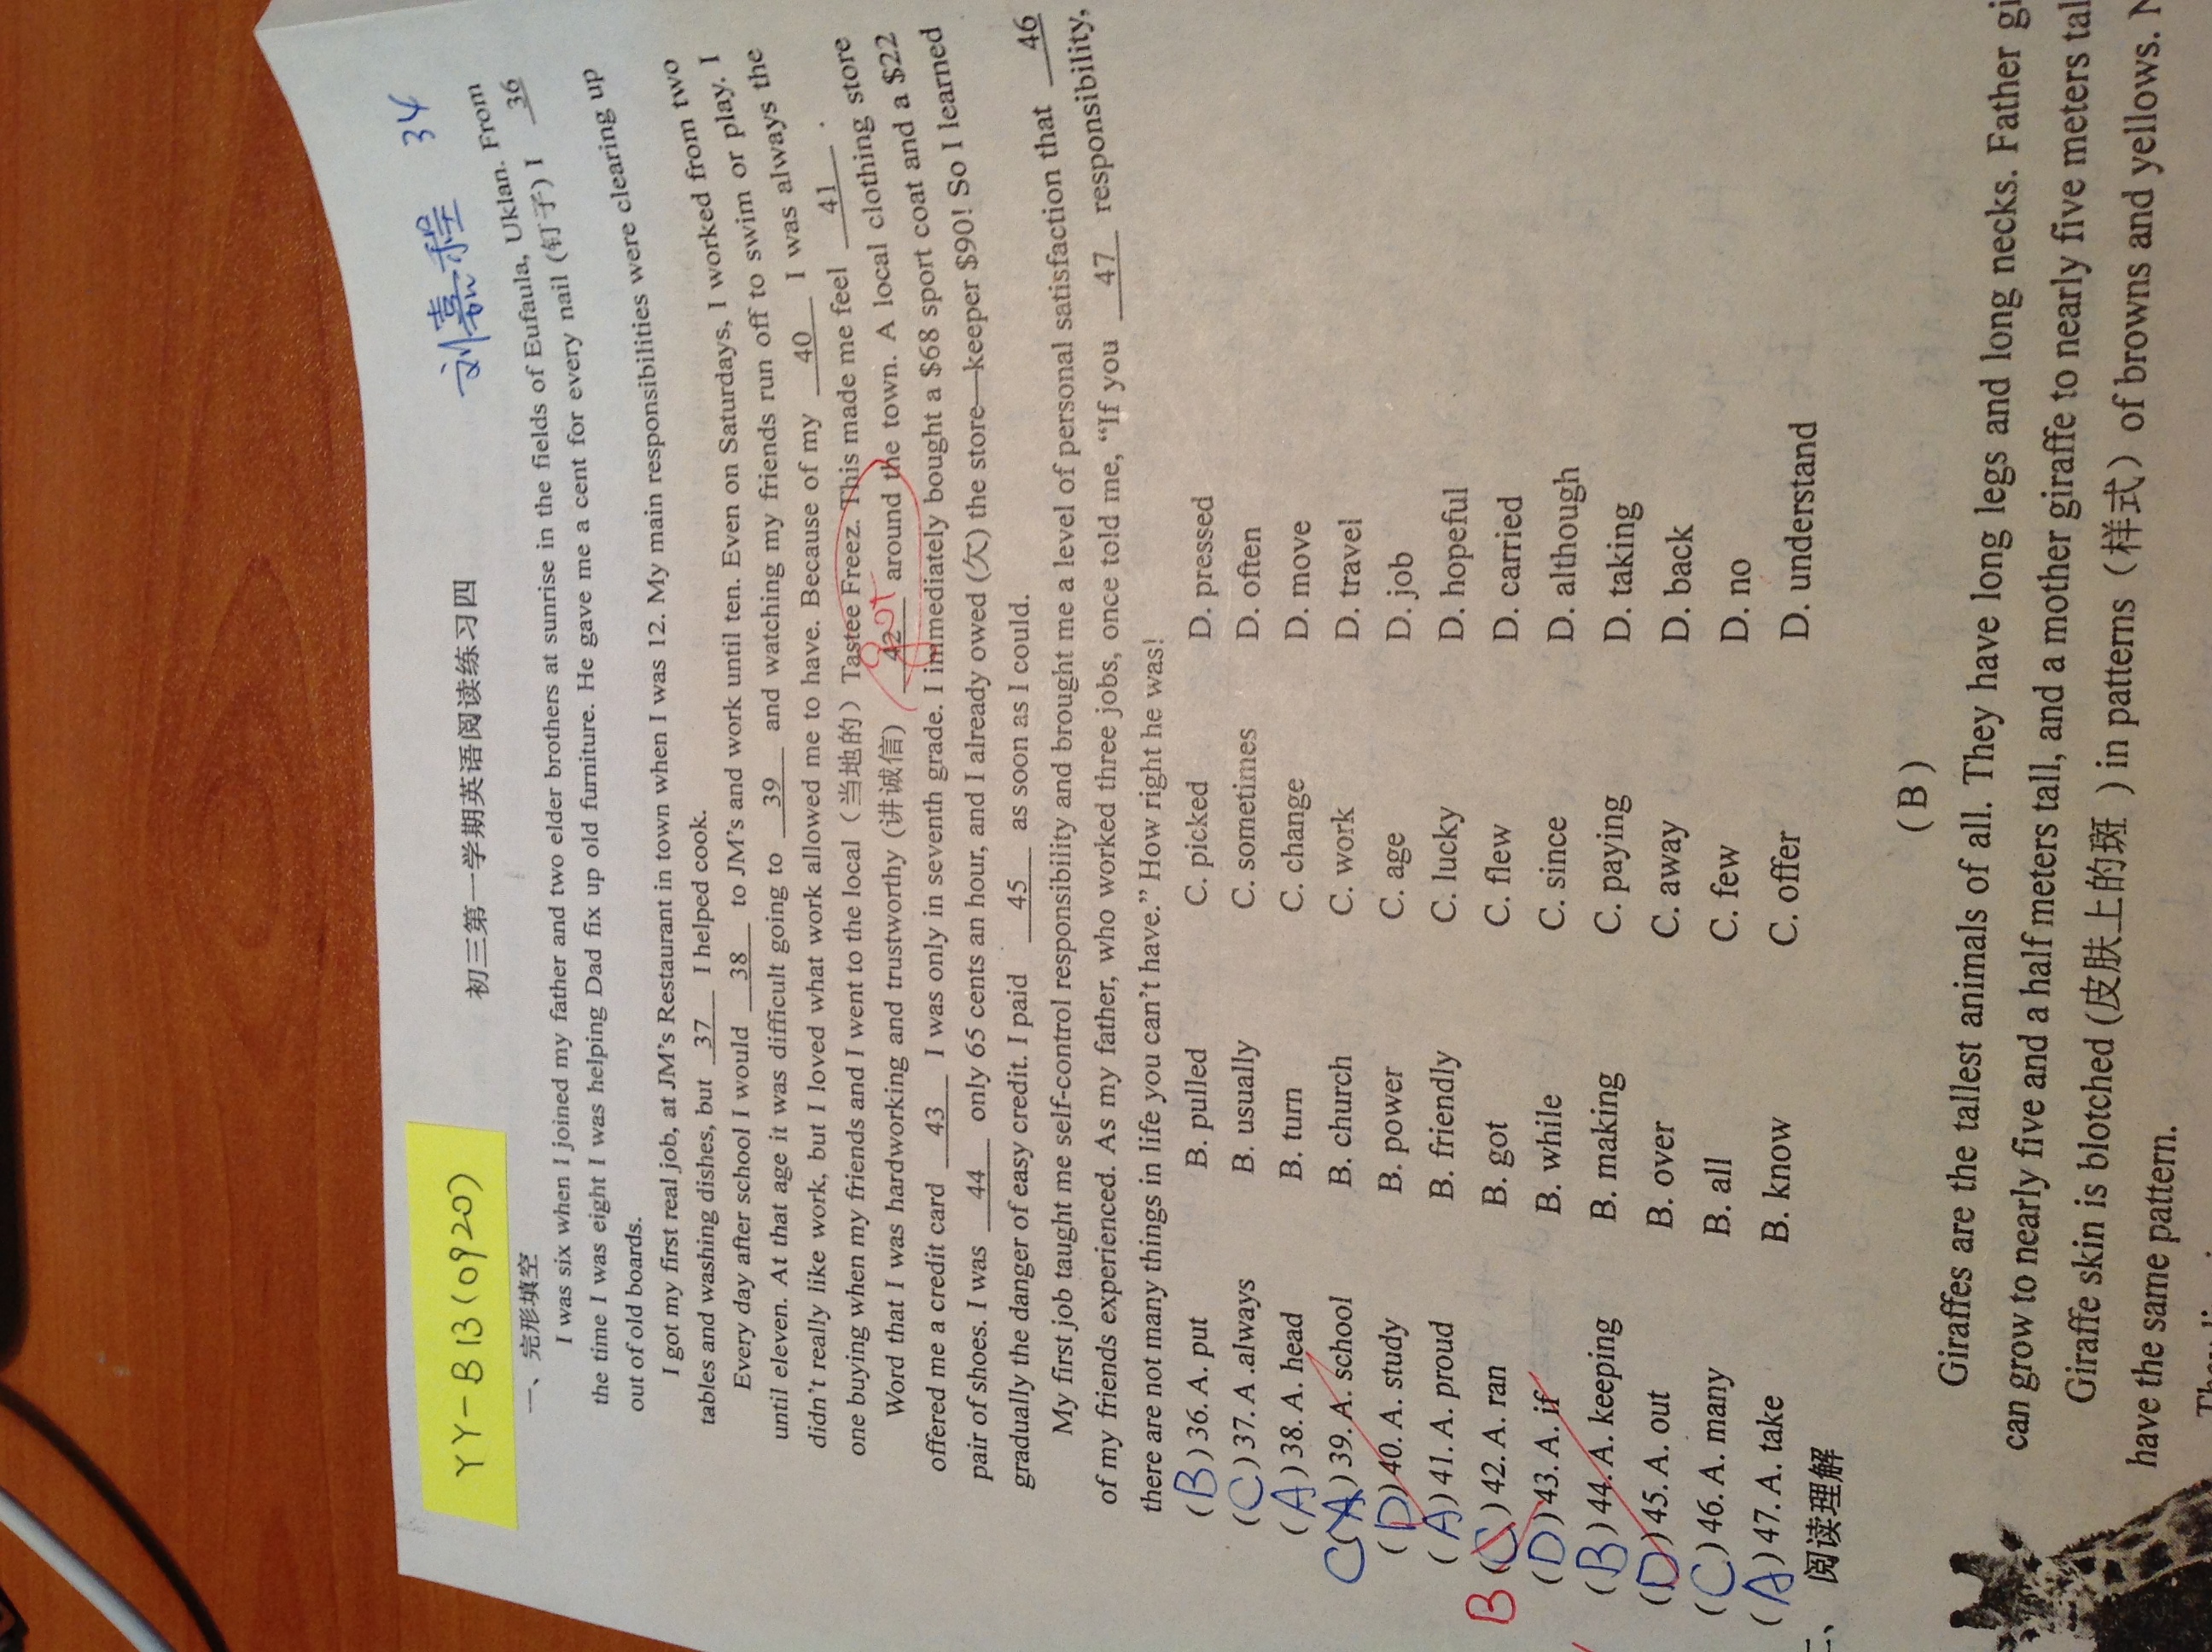 YY-B13(0920)
初三第一学期英语阅读练习四
刘嘉程 34
一、完形填空
I was six when I joined my father and two elder brothers at sunrise in the fields of Eufaula, Uklan. From
the time I was eight I was helping Dad fix up old furniture. He gave me a cent for every nail (钉子) I 36
out of old boards.
I got my first real job, at JM's Restaurant in town when I was 12. My main responsibilities were clearing up
tables and washing dishes, but 37 I helped cook.
Every day after school I would 38 to JM's and work until ten. Even on Saturdays, I worked from two
until eleven. At that age it was difficult going to 39 and watching my friends run off to swim or play. I
didn't really like work, but I loved what work allowed me to have. Because of my 40 I was always the
one buying when my friends and I went to the local（当地的）Tastee Freez. This made me feel 41 .
Word that I was hardworking and trustworthy (讲诚信) 42 got around the town. A local clothing store
offered me a credit card 43 I was only in seventh grade. I immediately bought a $68 sport coat and a $22
pair of shoes. I was 44 only 65 cents an hour, and I already owed (欠) the store—keeper $90! So I learned
gradually the danger of easy credit. I paid 45 as soon as I could.
My first job taught me self-control responsibility and brought me a level of personal satisfaction that 46
of my friends experienced. As my father, who worked three jobs, once told me, "If you 47 responsibility,
there are not many things in life you can't have." How right he was!
(B) 36. A. put B. pulled C. picked D. pressed
(C) 37. A .always B. usually C. sometimes D. often
(A) 38. A. head B. turn C. change D. move
C (A) 39. A. school B. church C. work D. travel
(D) 40. A. study B. power C. age D. job
(A) 41. A. proud B. friendly C. lucky D. hopeful
B (C) 42. A. ran B. got C. flew D. carried
(D) 43. A. if B. while C. since D. although
(B) 44. A. keeping B. making C. paying D. taking
(D) 45. A. out B. over C. away D. back
(C) 46. A. many B. all C. few D. no
(A) 47. A. take B. know C. offer D. understand
二、 阅读理解
( B )
Giraffes are the tallest animals of all. They have long legs and long necks. Father gi
can grow to nearly five and a half meters tall, and a mother giraffe to nearly five meters tal
Giraffe skin is blotched (皮肤上的斑 ) in patterns（样式）of browns and yellows. N
have the same pattern.